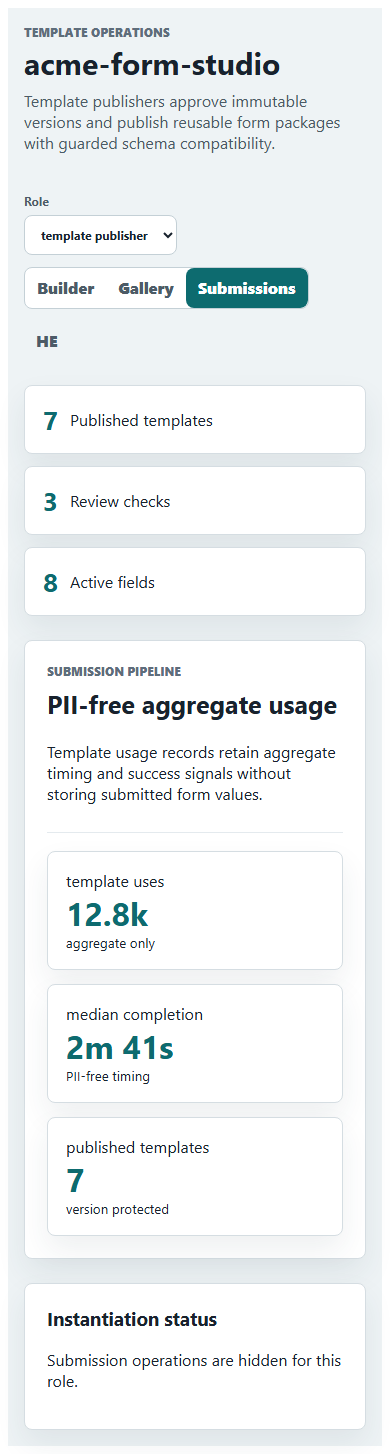 TEMPLATE OPERATIONS
acme-form-studio
Template publishers approve immutable
versions and publish reusable form packages
with guarded schema compatibility.
Role
template publisher
Builder Gallery Submissions
HE
7 Published templates
3 Review checks
8 Active fields
SUBMISSION PIPELINE
PII-free aggregate usage
Template usage records retain aggregate
timing and success signals without
storing submitted form values.
template uses
12.8k
aggregate only
median completion
2m 41s
PII-free timing
published templates
7
version protected
Instantiation status
Submission operations are hidden for this
role.